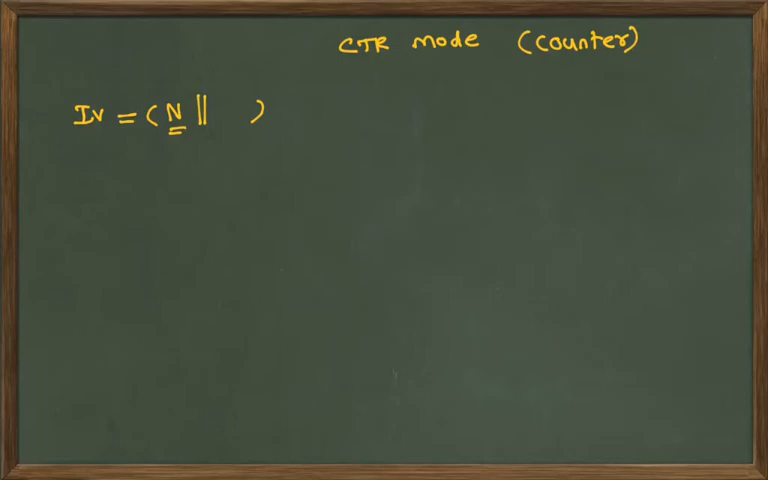 CTR mode (counter)
IV = ( N ||   )